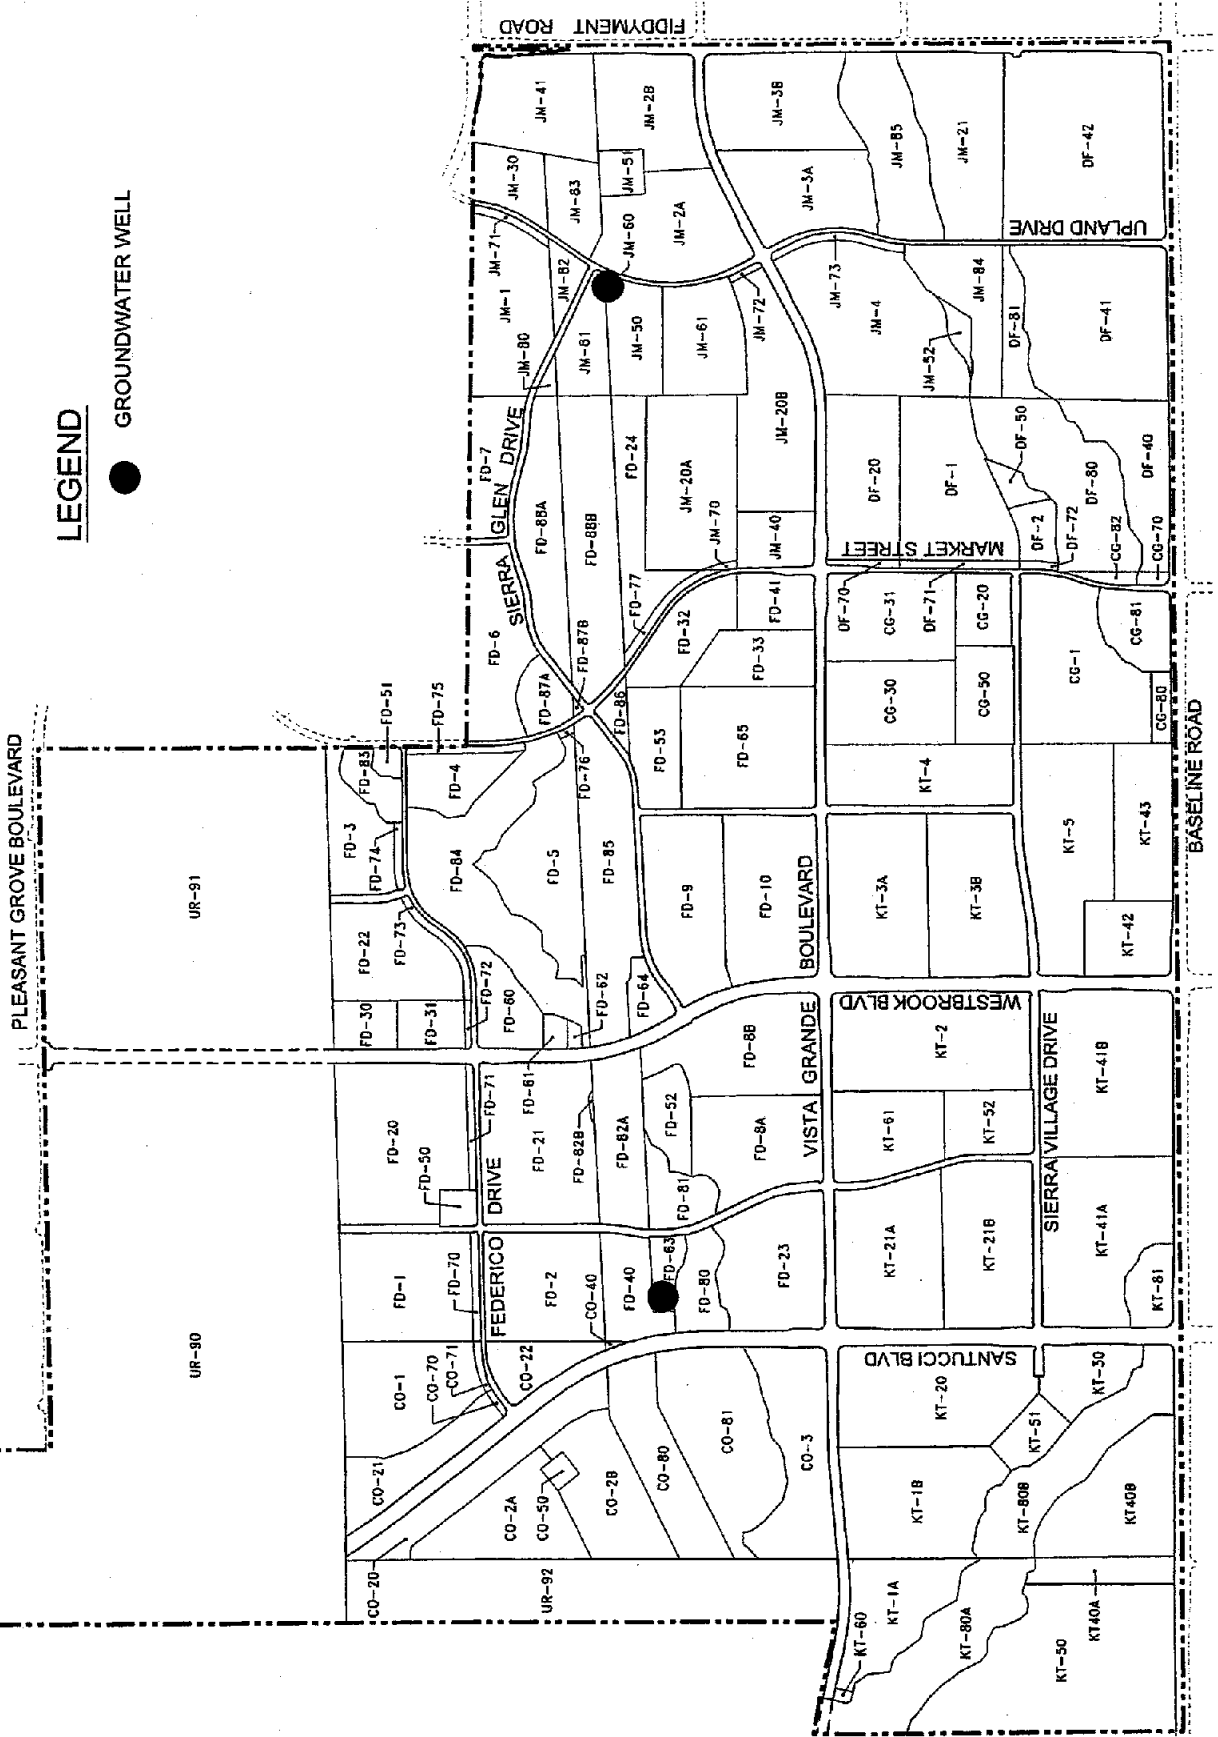 LEGEND
GROUNDWATER WELL
PLEASANT GROVE BOULEVARD
FIDDYMENT ROAD
BASELINE ROAD
SIERRA GLEN DRIVE
UPLAND DRIVE
MARKET STREET
VISTA GRANDE BOULEVARD
WESTBROOK BLVD
SIERRA VILLAGE DRIVE
SANTUCCI BLVD
FEDERICO DRIVE
UR-91
UR-90
UR-92
JM-41
JM-2B
JM-3B
JM-85
JM-21
DF-42
JM-30
JM-83
JM-51
JM-3A
JM-71
JM-60
JM-2A
JM-1
JM-82
JM-73
JM-84
JM-80
JM-81
JM-50
JM-61
JM-72
JM-4
JM-52
DF-81
DF-41
FD-7
FD-24
JM-20B
DF-50
FD-88A
FD-88B
JM-20A
JM-70
JM-40
DF-20
DF-1
DF-2
DF-72
DF-80
DF-40
CG-82
CG-70
FD-6
FD-77
FD-32
FD-41
DF-70
CG-31
DF-71
CG-20
CG-81
FD-87B
FD-33
CG-1
FD-51
FD-75
FD-87A
FD-86
CG-30
CG-50
CG-80
FD-83
FD-4
FD-76
FD-53
FD-65
KT-4
FD-3
FD-74
FD-84
FD-5
FD-85
KT-5
KT-43
FD-9
FD-10
KT-3A
KT-3B
KT-42
FD-22
FD-73
FD-72
FD-60
FD-62
FD-64
FD-30
FD-31
FD-61
FD-8B
KT-2
KT-41B
FD-71
FD-20
FD-50
FD-21
FD-82B
FD-82A
FD-52
FD-8A
KT-61
KT-52
FD-81
FD-1
FD-70
FD-2
CO-40
FD-40
FD-63
FD-80
FD-23
KT-21A
KT-21B
KT-41A
KT-81
CO-1
CO-70
CO-71
CO-22
KT-20
KT-30
CO-21
CO-81
CO-3
KT-51
CO-2A
CO-50
CO-2B
CO-80
KT-1B
KT-80B
KT40B
CO-20
KT-1A
KT-60
KT-80A
KT-50
KT40A